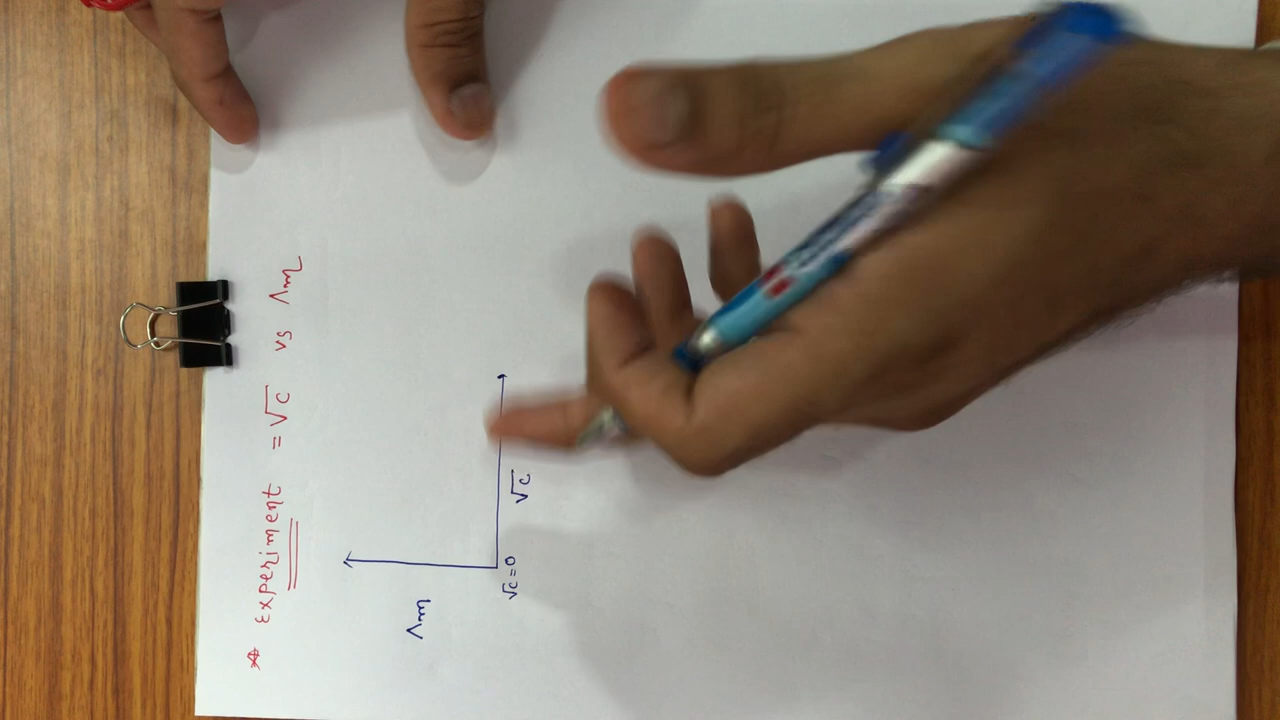 * Experiment = √c vs Λm
Λm
√c=0 √c